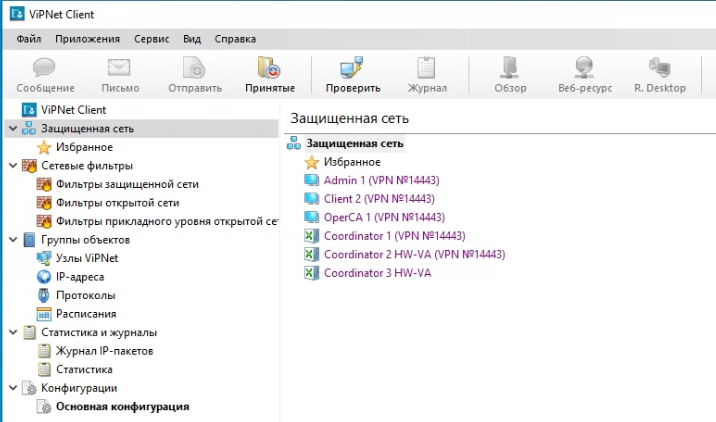 ViPNet Client
Файл Приложения Сервис Вид Справка
Сообщение Письмо Отправить Принятые Проверить Журнал Обзор Веб-ресурс R. Desktop
ViPNet Client
Защищенная сеть
Избранное
Сетевые фильтры
Фильтры защищенной сети
Фильтры открытой сети
Фильтры прикладного уровня открытой се
Группы объектов
Узлы ViPNet
IP-адреса
Протоколы
Расписания
Статистика и журналы
Журнал IP-пакетов
Статистика
Конфигурации
Основная конфигурация
Защищенная сеть
Защищенная сеть
Избранное
Admin 1 (VPN №14443)
Client 2 (VPN №14443)
OperCA 1 (VPN №14443)
Coordinator 1 (VPN №14443)
Coordinator 2 HW-VA (VPN №14443)
Coordinator 3 HW-VA